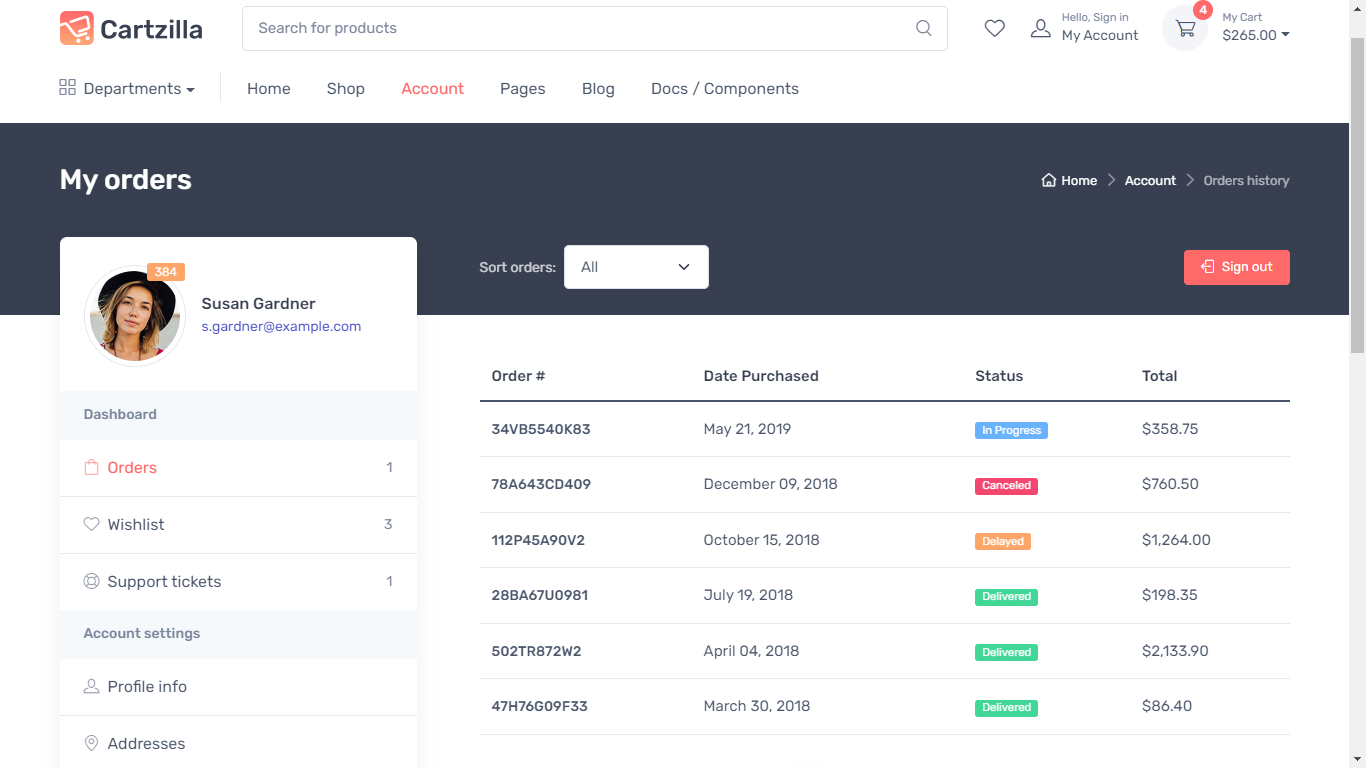 Cartzilla
Search for products
Hello, Sign in
My Account
4
My Cart
$265.00
Departments
Home
Shop
Account
Pages
Blog
Docs / Components
My orders
Home
Account
Orders history
384
Susan Gardner
s.gardner@example.com
Sort orders:
All
Sign out
Dashboard
Orders 1
Wishlist 3
Support tickets 1
Account settings
Profile info
Addresses
Order # Date Purchased Status Total
34VB5540K83 May 21, 2019 In Progress $358.75
78A643CD409 December 09, 2018 Canceled $760.50
112P45A90V2 October 15, 2018 Delayed $1,264.00
28BA67U0981 July 19, 2018 Delivered $198.35
502TR872W2 April 04, 2018 Delivered $2,133.90
47H76G09F33 March 30, 2018 Delivered $86.40